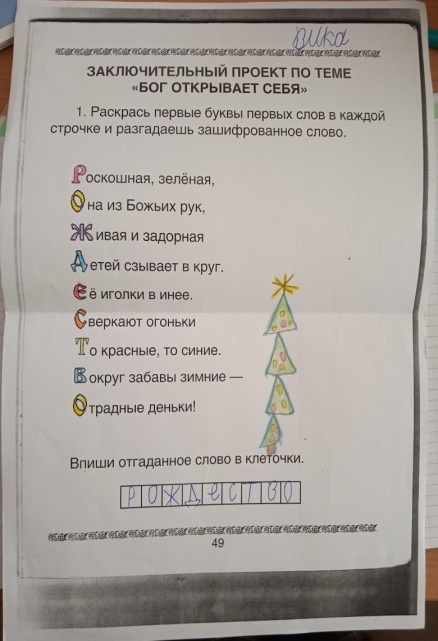 Вика
ЗАКЛЮЧИТЕЛЬНЫЙ ПРОЕКТ ПО ТЕМЕ
«БОГ ОТКРЫВАЕТ СЕБЯ»
1. Раскрась первые буквы первых слов в каждой
строчке и разгадаешь зашифрованное слово.
Роскошная, зелёная,
Она из Божьих рук,
Живая и задорная
Детей сзывает в круг.
Её иголки в инее.
Сверкают огоньки
То красные, то синие.
Вокруг забавы зимние —
Отрадные деньки!
Впиши отгаданное слово в клеточки.
РОЖДЕСТВО
49